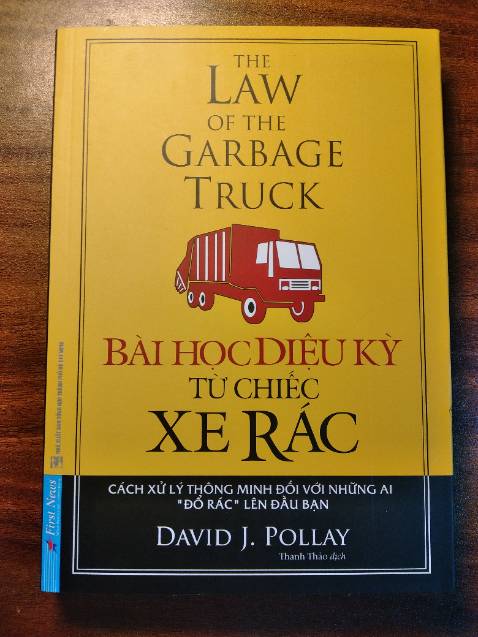 THE
LAW
OF THE
GARBAGE
TRUCK
BÀI HỌC DIỆU KỲ
TỪ CHIẾC
XE RÁC
CÁCH XỬ LÝ THÔNG MINH ĐỐI VỚI NHỮNG AI
"ĐỔ RÁC" LÊN ĐẦU BẠN
DAVID J. POLLAY
Thanh Thảo dịch
First News